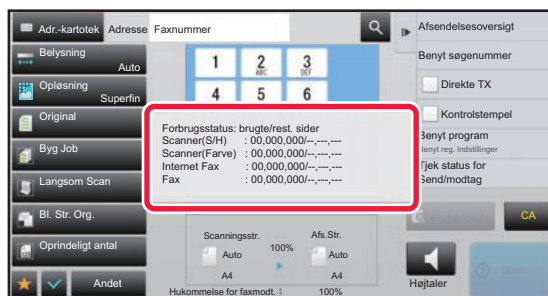 Adr.-kartotek
Adresse
Faxnummer
Belysning
Auto
Opløsning
Superfin
Original
Byg Job
Langsom Scan
Bl. Str. Org.
Oprindeligt antal
Andet
1
2
ABC
3
DEF
4
5
6
Forbrugsstatus: brugte/rest. sider
Scanner(S/H) : 00,000,000/--,---,---
Scanner(Farve) : 00,000,000/--,---,---
Internet Fax : 00,000,000/--,---,---
Fax : 00,000,000/--,---,---
Scanningsstr.
Afs.Str.
100%
Auto
Auto
A4
A4
Hukommelse for faxmodt. :
100%
Afsendelsesoversigt
Benyt søgenummer
Direkte TX
Kontrolstempel
Benyt program
Benyt reg. Indstillinger
Tjek status for
Send/modtag
CA
Højtaler
Start